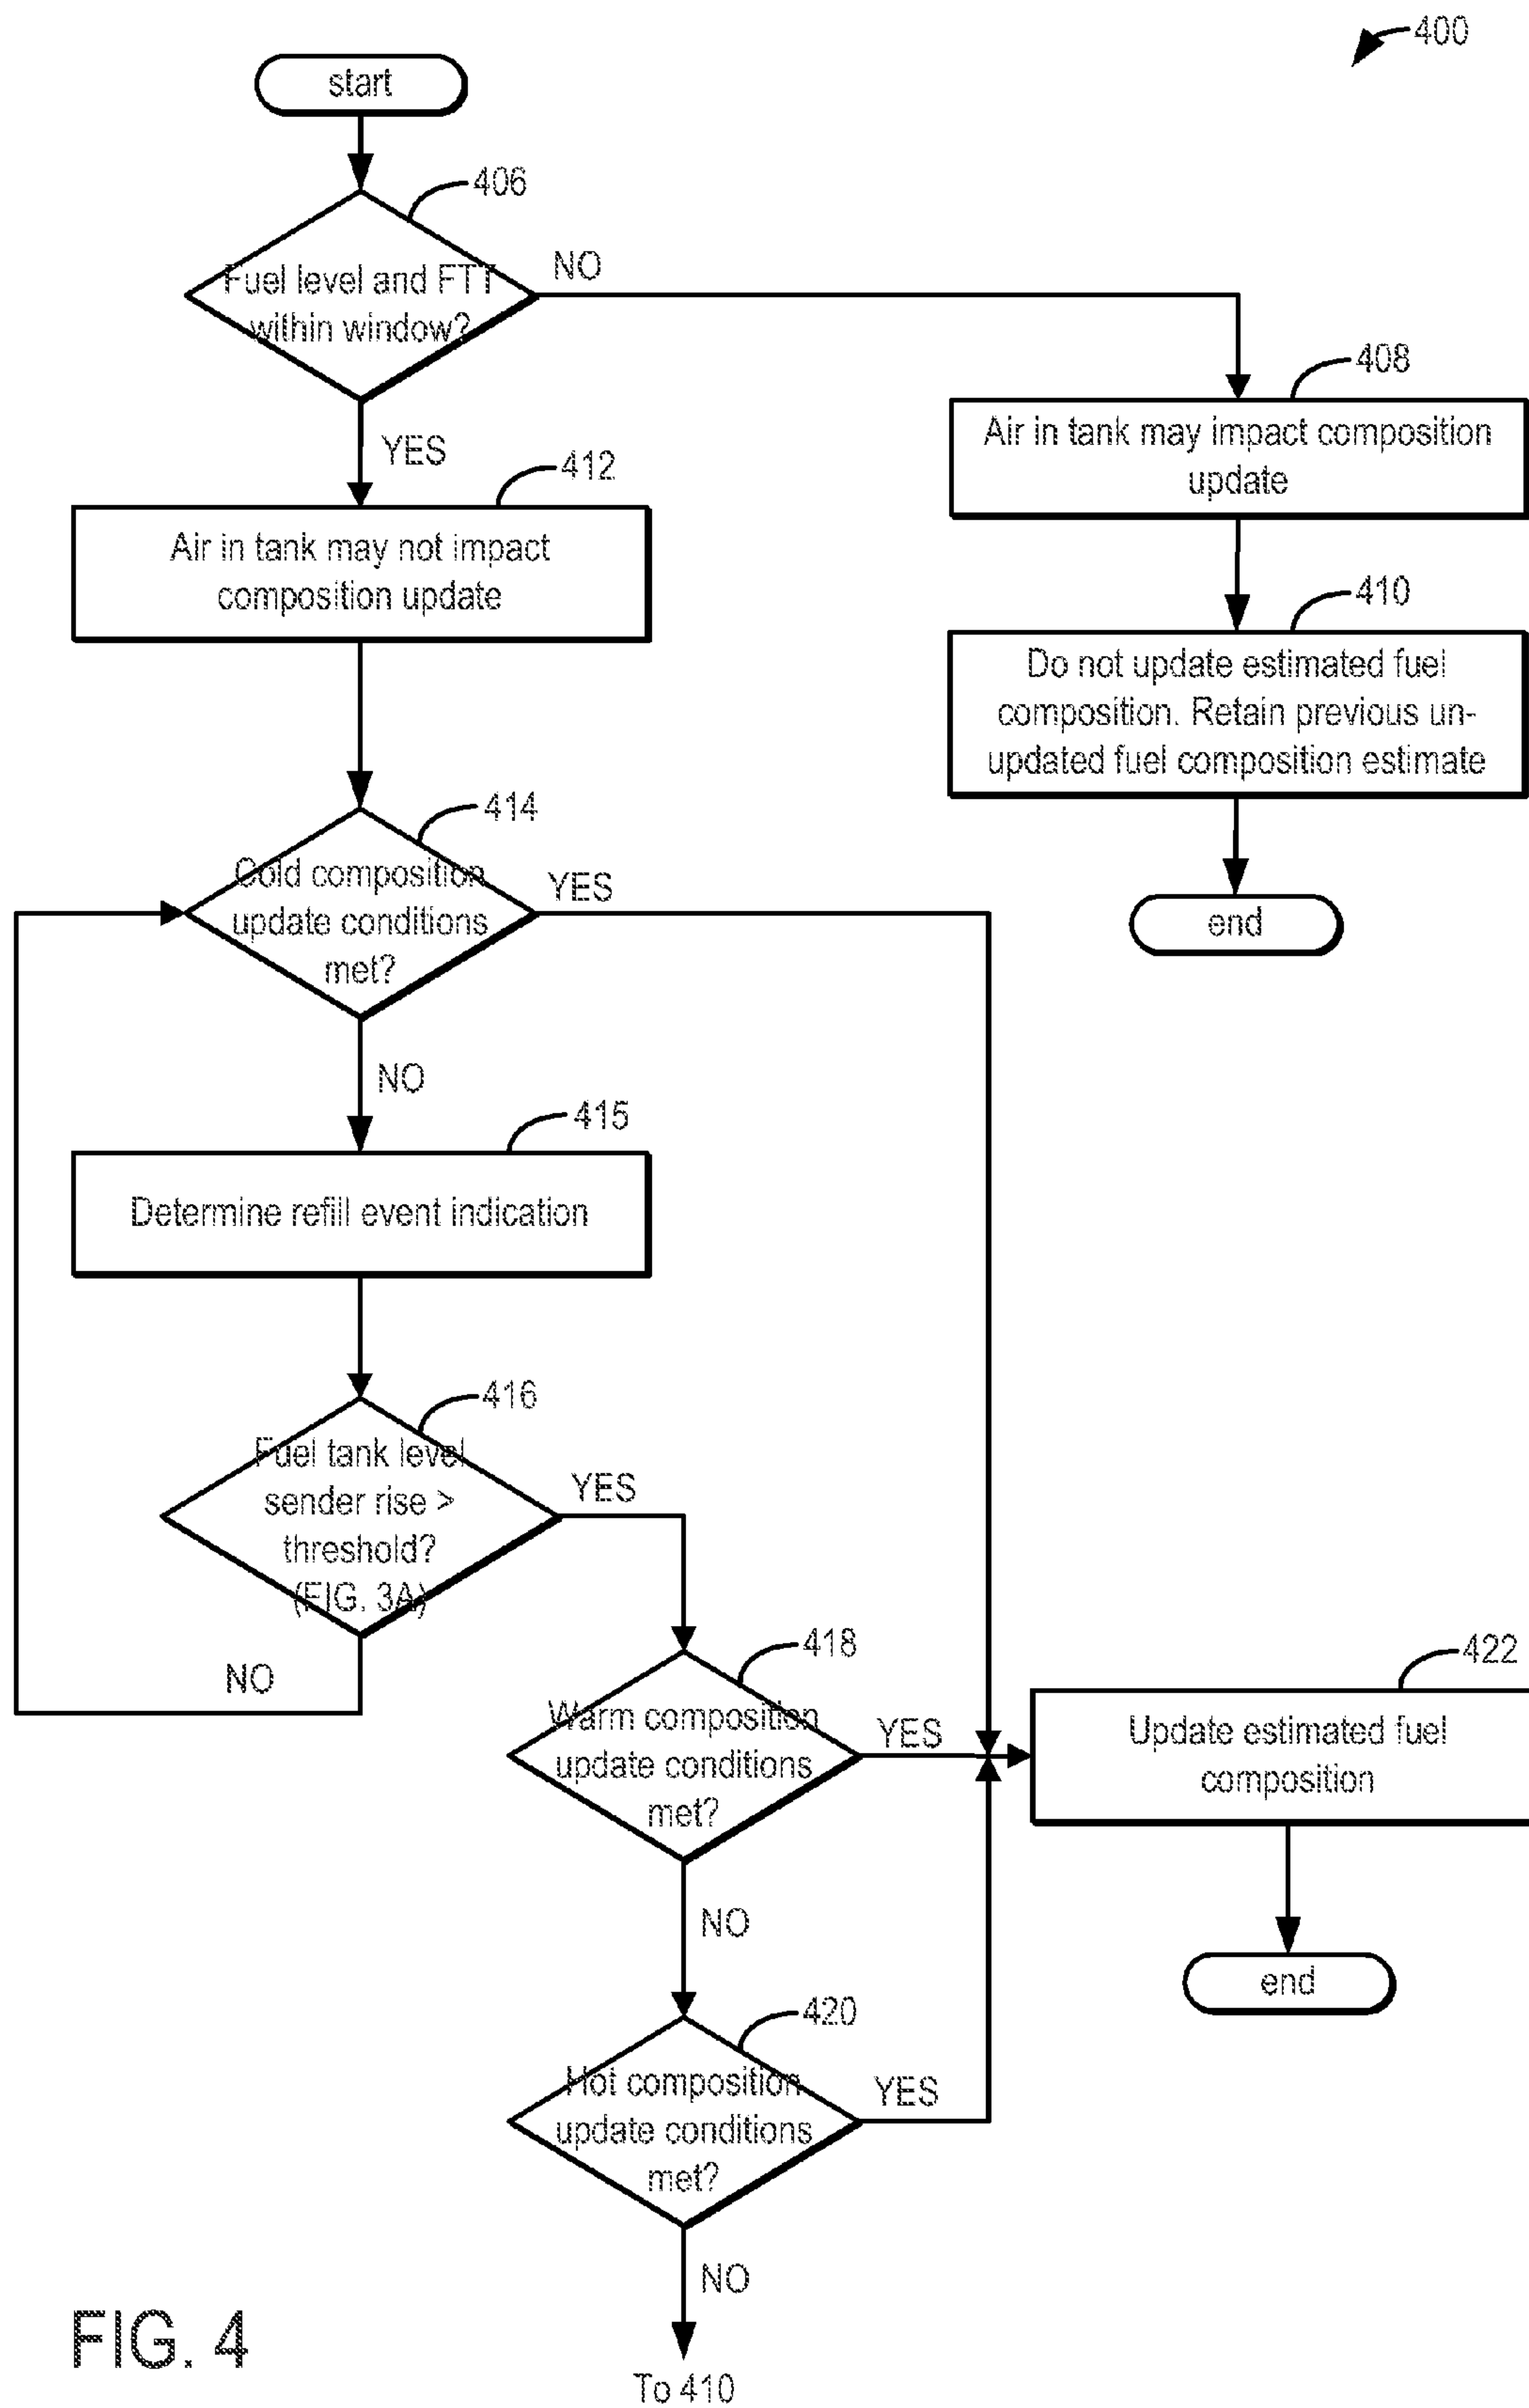 400
start
406
Fuel level and FTT
within window?
NO
YES
408
Air in tank may impact composition
update
412
Air in tank may not impact
composition update
410
Do not update estimated fuel
composition. Retain previous un-
updated fuel composition estimate
end
414
Cold composition
update conditions
met?
YES
NO
415
Determine refill event indication
416
Fuel tank level
sender rise >
threshold?
(FIG. 3A)
YES
NO
418
Warm composition
update conditions
met?
YES
NO
422
Update estimated fuel
composition
end
420
Hot composition
update conditions
met?
YES
NO
To 410
FIG. 4